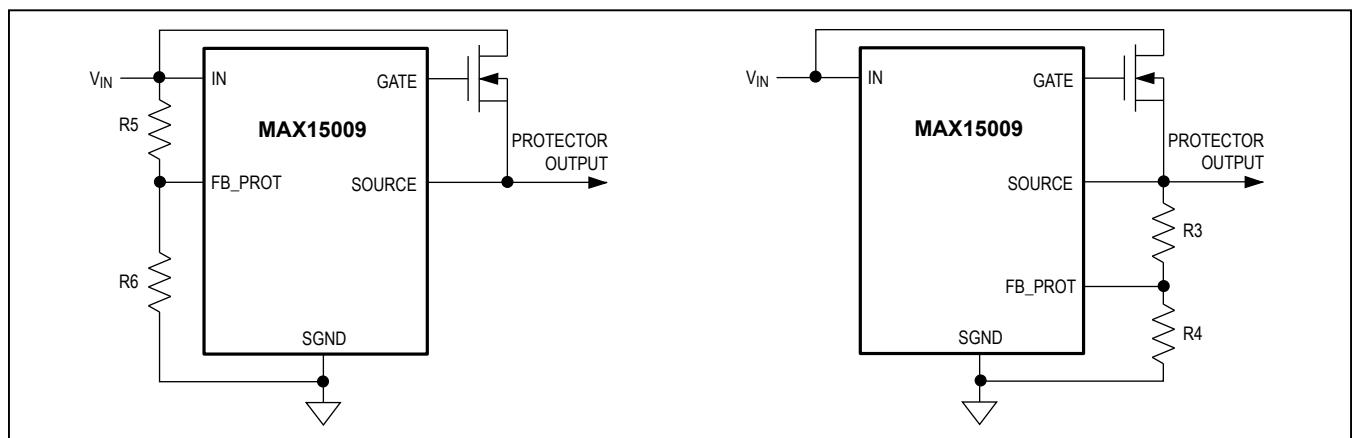 V_IN
IN
GATE
R5
MAX15009
PROTECTOR
OUTPUT
FB_PROT
SOURCE
R6
SGND
V_IN
IN
GATE
MAX15009
PROTECTOR
OUTPUT
SOURCE
R3
FB_PROT
R4
SGND